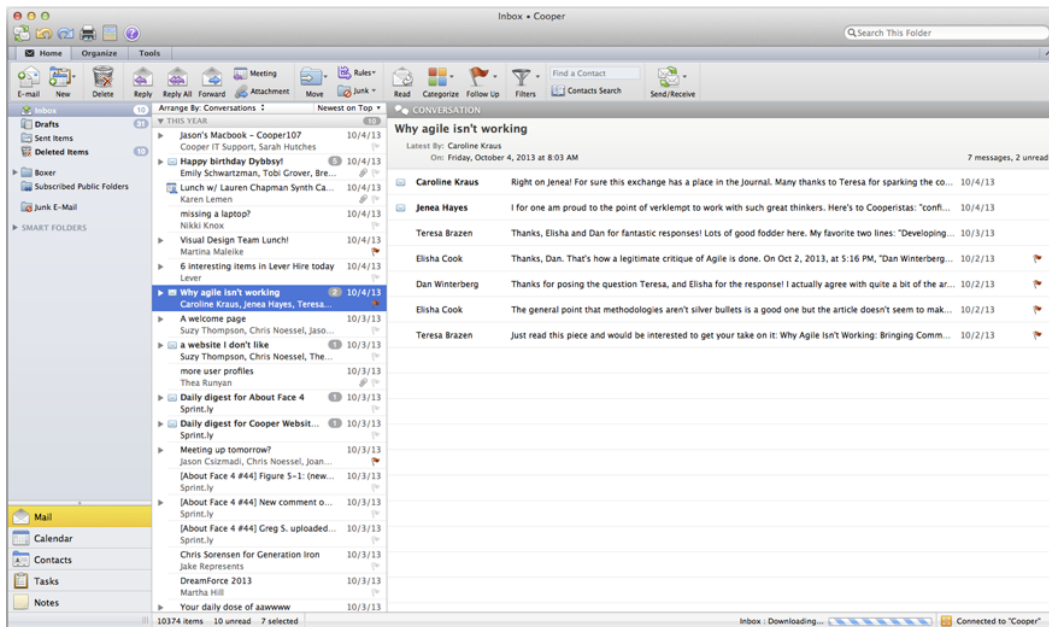 Inbox • Cooper
Search This Folder
Home Organize Tools
E-mail New Delete Reply Reply All Forward Meeting Attachment Move Rules Junk Read Categorize Follow Up Filters Find a Contact Contacts Search Send/Receive
Inbox 10
Drafts 31
Sent Items
Deleted Items 10
Boxer
Subscribed Public Folders
Junk E-Mail
SMART FOLDERS
Mail
Calendar
Contacts
Tasks
Notes
Arrange By: Conversations Newest on Top
THIS YEAR 10
Jason's Macbook - Cooper107 10/4/13
Cooper IT Support, Sarah Hutches
Happy birthday Dybbsy! 5 10/4/13
Emily Schwartzman, Tobi Grover, Bre...
Lunch w/ Lauren Chapman Synth Ca... 10/4/13
Karen Lemen
missing a laptop? 10/4/13
Nikki Knox
Visual Design Team Lunch! 10/4/13
Martina Maleike
6 interesting items in Lever Hire today 10/4/13
Lever
Why agile isn't working 2 10/4/13
Caroline Kraus, Jenea Hayes, Teresa...
A welcome page 10/3/13
Suzy Thompson, Chris Noessel, Jaso...
a website I don't like 1 10/3/13
Suzy Thompson, Chris Noessel, The...
more user profiles 10/3/13
Thea Runyan
Daily digest for About Face 4 1 10/3/13
Sprint.ly
Daily digest for Cooper Websit... 1 10/3/13
Sprint.ly
Meeting up tomorrow? 10/3/13
Jason Csizmadi, Chris Noessel, Joan...
[About Face 4 #44] Figure 5-1: (new... 10/3/13
Sprint.ly
[About Face 4 #44] New comment o... 10/3/13
Sprint.ly
[About Face 4 #44] Greg S. uploaded... 10/3/13
Sprint.ly
Chris Sorensen for Generation Iron 10/3/13
Jake Represents
DreamForce 2013 10/3/13
Martha Hill
Your daily dose of aawwww 10/3/13
CONVERSATION
Why agile isn't working
Latest By: Caroline Kraus
On: Friday, October 4, 2013 at 8:03 AM
7 messages, 2 unread
Caroline Kraus Right on Jenea! For sure this exchange has a place in the Journal. Many thanks to Teresa for sparking the co... 10/4/13
Jenea Hayes I for one am proud to the point of verklempt to work with such great thinkers. Here's to Cooperistas: "confi... 10/4/13
Teresa Brazen Thanks, Elisha and Dan for fantastic responses! Lots of good fodder here. My favorite two lines: "Developing... 10/3/13
Elisha Cook Thanks, Dan. That's how a legitimate critique of Agile is done. On Oct 2, 2013, at 5:16 PM, "Dan Winterberg... 10/2/13
Dan Winterberg Thanks for posing the question Teresa, and Elisha for the response! I actually agree with quite a bit of the ar... 10/2/13
Elisha Cook The general point that methodologies aren't silver bullets is a good one but the article doesn't seem to mak... 10/2/13
Teresa Brazen Just read this piece and would be interested to get your take on it: Why Agile Isn't Working: Bringing Comm... 10/2/13
10374 items 10 unread 7 selected
Inbox : Downloading...
Connected to "Cooper"